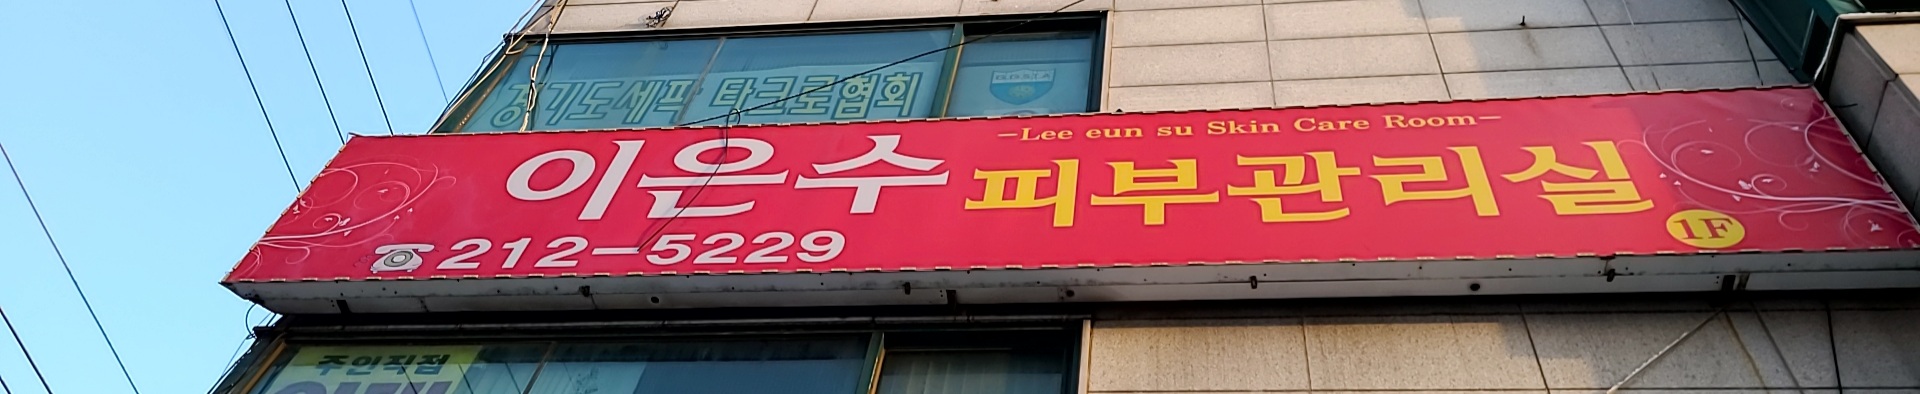 경기도세팍 타크로협회
-Lee eun su Skin Care Room-
이은수 피부관리실
☎212-5229
1F
주인직접